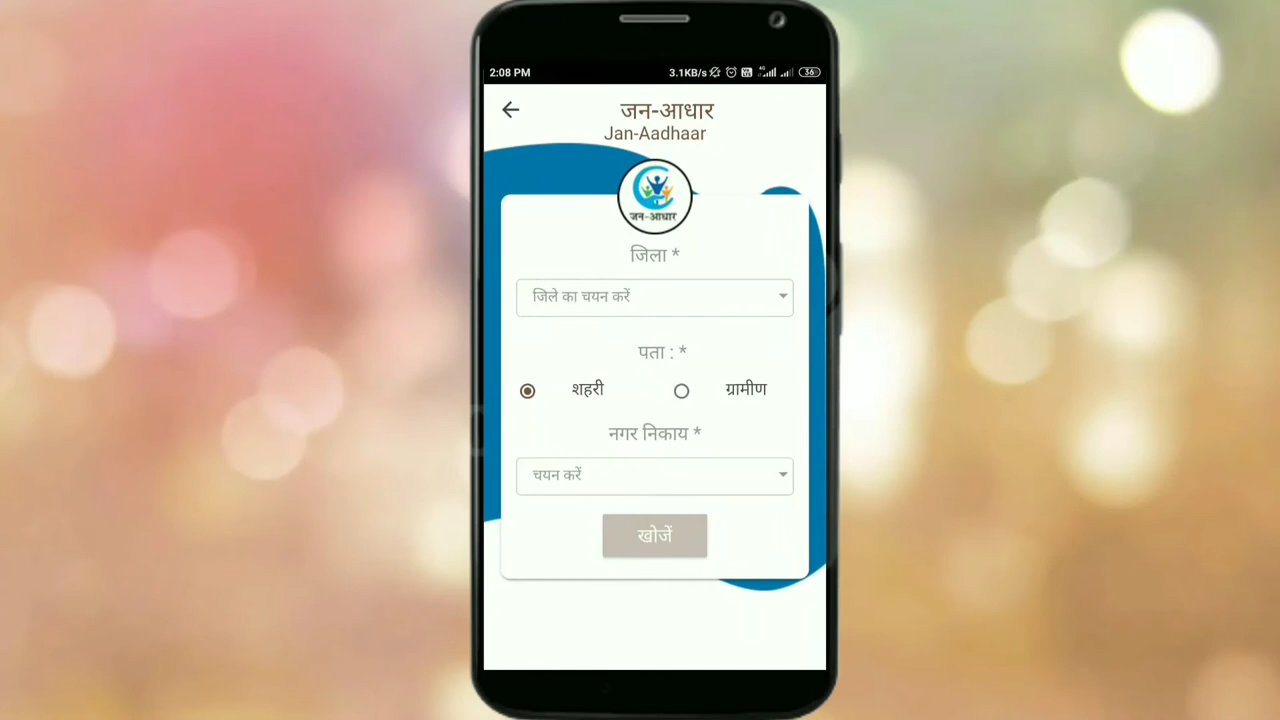 2:08 PM 3.1KB/s 4G 36
जन-आधार
Jan-Aadhaar
जन-आधार
जिला *
जिले का चयन करें
पता : *
शहरी ग्रामीण
नगर निकाय *
चयन करें
खोजें